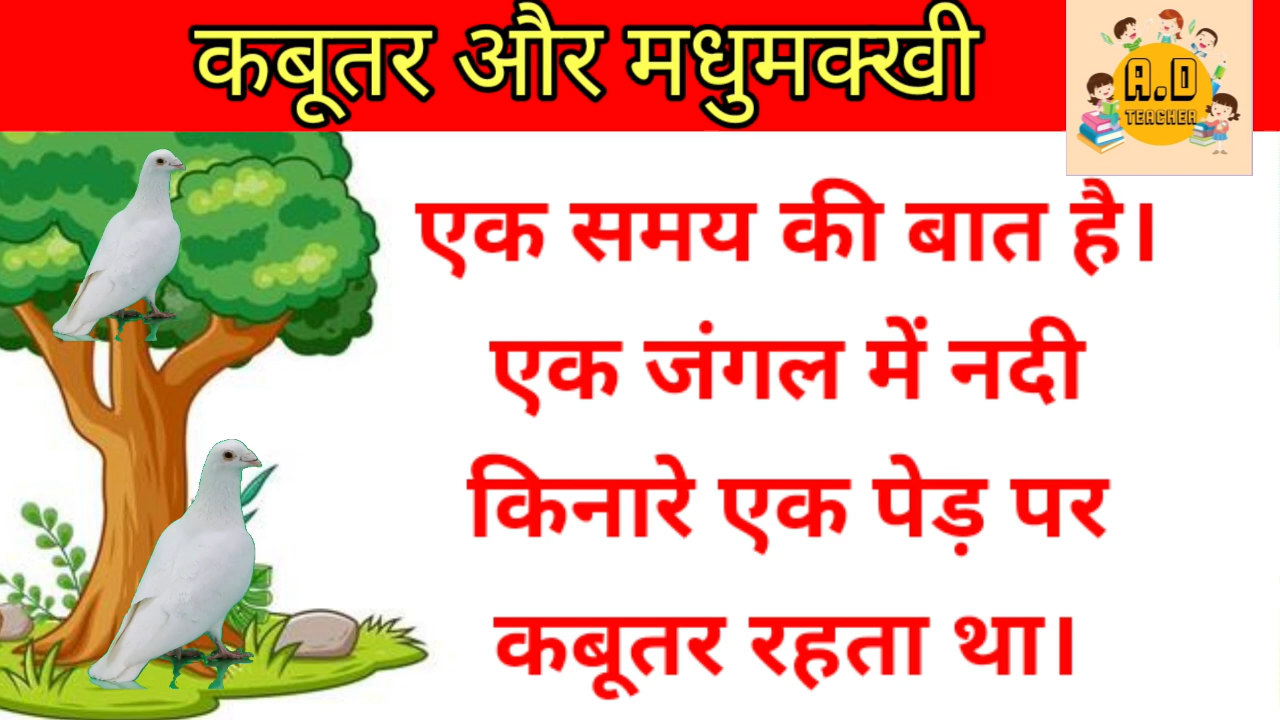 कबूतर और मधुमक्खी
A.D
TEACHER
एक समय की बात है।
एक जंगल में नदी
किनारे एक पेड़ पर
कबूतर रहता था।